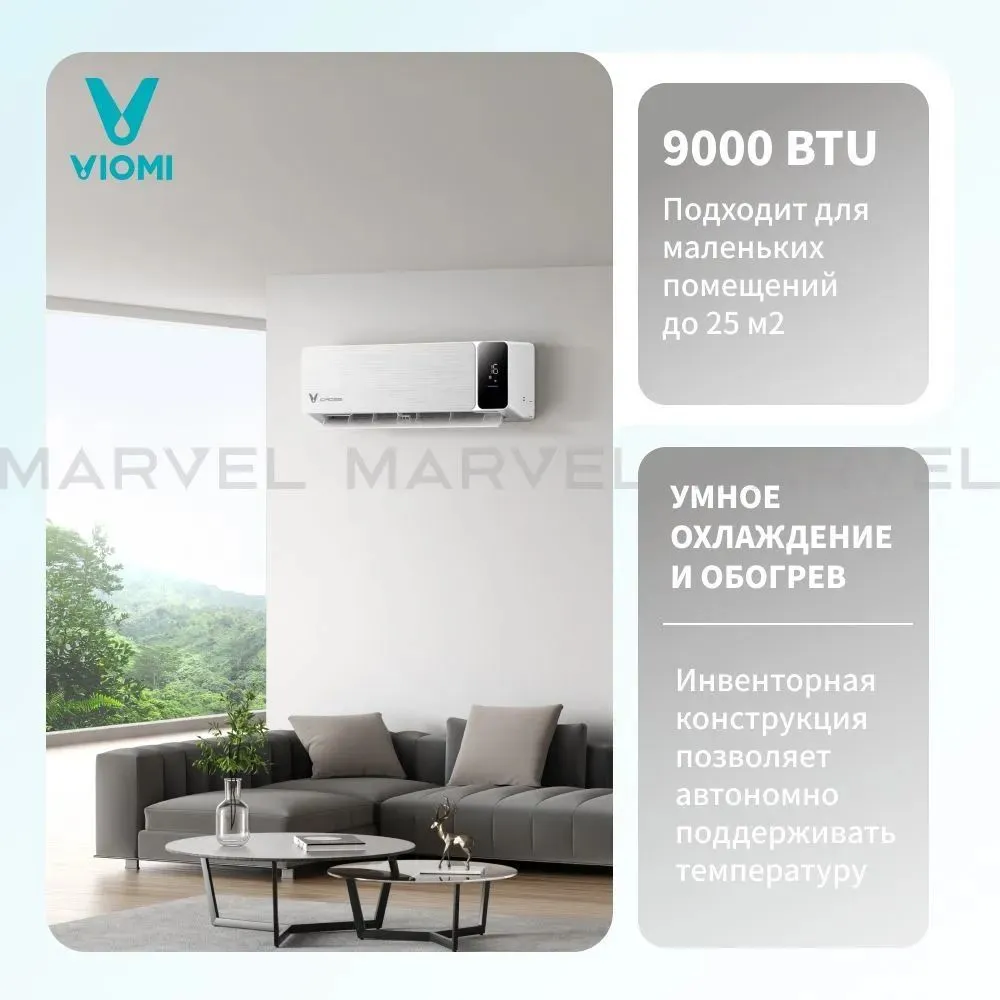 VIOMI
9000 BTU
Подходит для
маленьких
помещений
до 25 м2
MARVEL MARVEL MARVEL
УМНОЕ
ОХЛАЖДЕНИЕ
И ОБОГРЕВ
Инвенторная
конструкция
позволяет
автономно
поддерживать
температуру